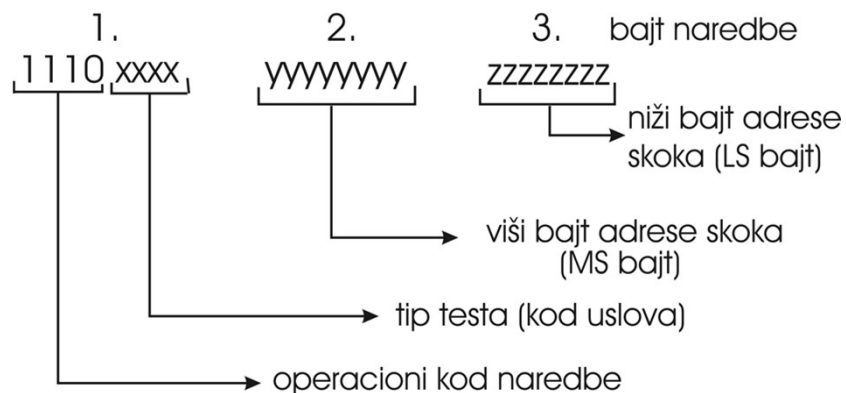 1. 2. 3. bajt naredbe
1110 xxxx yyyyyyyy zzzzzzzz
niži bajt adrese
skoka (LS bajt)
viši bajt adrese skoka
(MS bajt)
tip testa (kod uslova)
operacioni kod naredbe